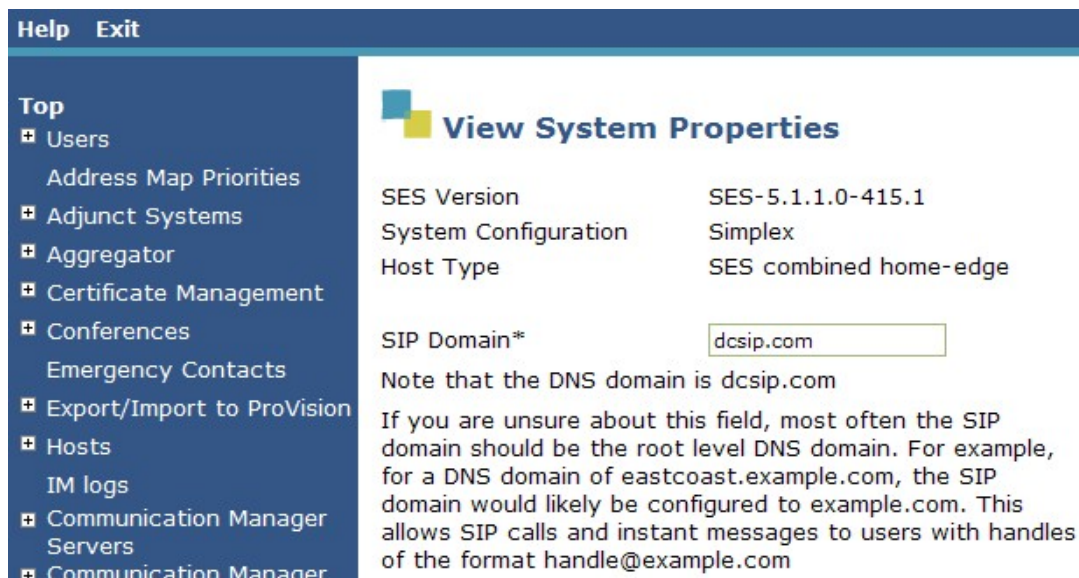 Help Exit
Top
Users
Address Map Priorities
Adjunct Systems
Aggregator
Certificate Management
Conferences
Emergency Contacts
Export/Import to ProVision
Hosts
IM logs
Communication Manager
Servers
Communication Manager
View System Properties
SES Version SES-5.1.1.0-415.1
System Configuration Simplex
Host Type SES combined home-edge
SIP Domain* dcsip.com
Note that the DNS domain is dcsip.com
If you are unsure about this field, most often the SIP
domain should be the root level DNS domain. For example,
for a DNS domain of eastcoast.example.com, the SIP
domain would likely be configured to example.com. This
allows SIP calls and instant messages to users with handles
of the format handle@example.com